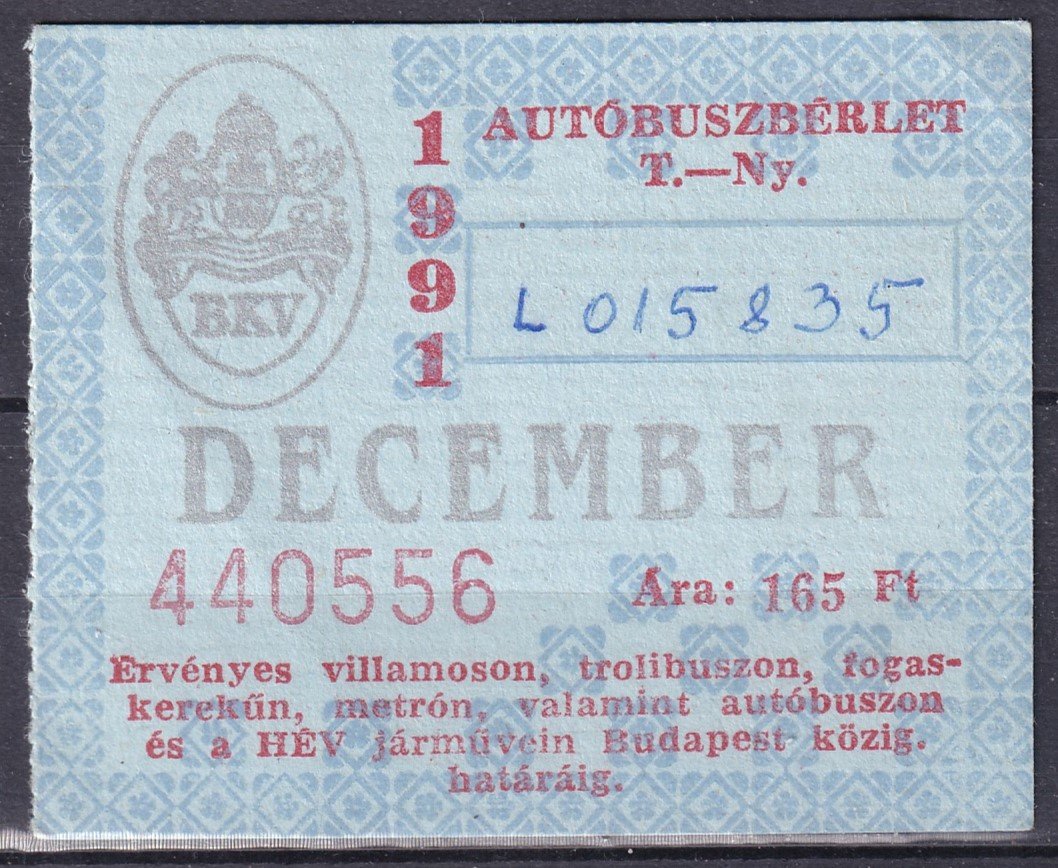 BKV
1991
AUTÓBUSZBÉRLET
T.—Ny.
L 015835
DECEMBER
440556
Ára: 165 Ft
Érvényes villamoson, trolibuszon, fogas-
kerekűn, metrón, valamint autóbuszon
és a HÉV járművein Budapest közig.
határáig.